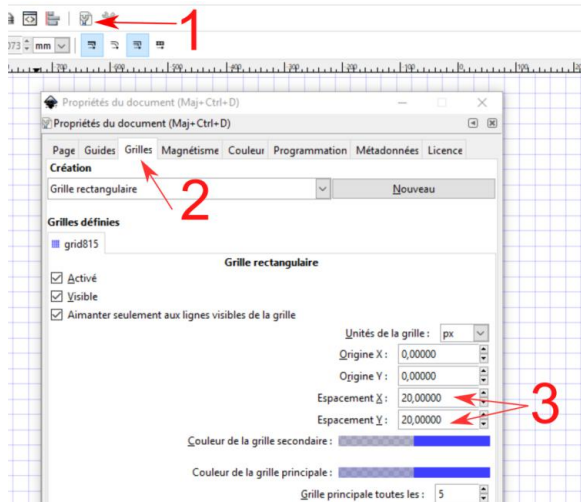 1
073 mm
Propriétés du document (Maj+Ctrl+D)
Propriétés du document (Maj+Ctrl+D)
Page Guides Grilles Magnétisme Couleur Programmation Métadonnées Licence
Création
Grille rectangulaire Nouveau
2
Grilles définies
grid815
Grille rectangulaire
Activé
Visible
Aimanter seulement aux lignes visibles de la grille
Unités de la grille : px
Origine X : 0,00000
Origine Y : 0,00000
Espacement X : 20,00000
3
Espacement Y : 20,00000
Couleur de la grille secondaire :
Couleur de la grille principale :
Grille principale toutes les : 5